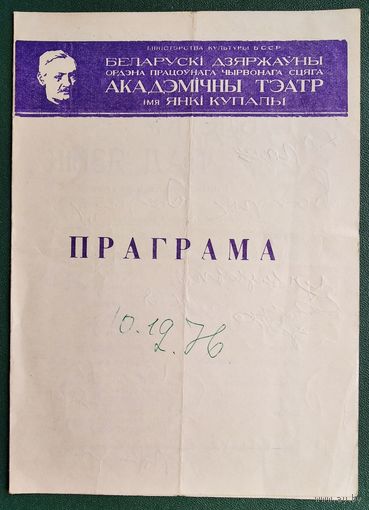 МІНІСТЭРСТВА КУЛЬТУРЫ БССР
БЕЛАРУСКІ ДЗЯРЖАЎНЫ
ОРДЭНА ПРАЦОЎНАГА ЧЫРВОНАГА СЦЯГА
АКАДЭМІЧНЫ ТЭАТР
ІМЯ ЯНКІ КУПАЛЫ
ПРАГРАМА
10.12.76